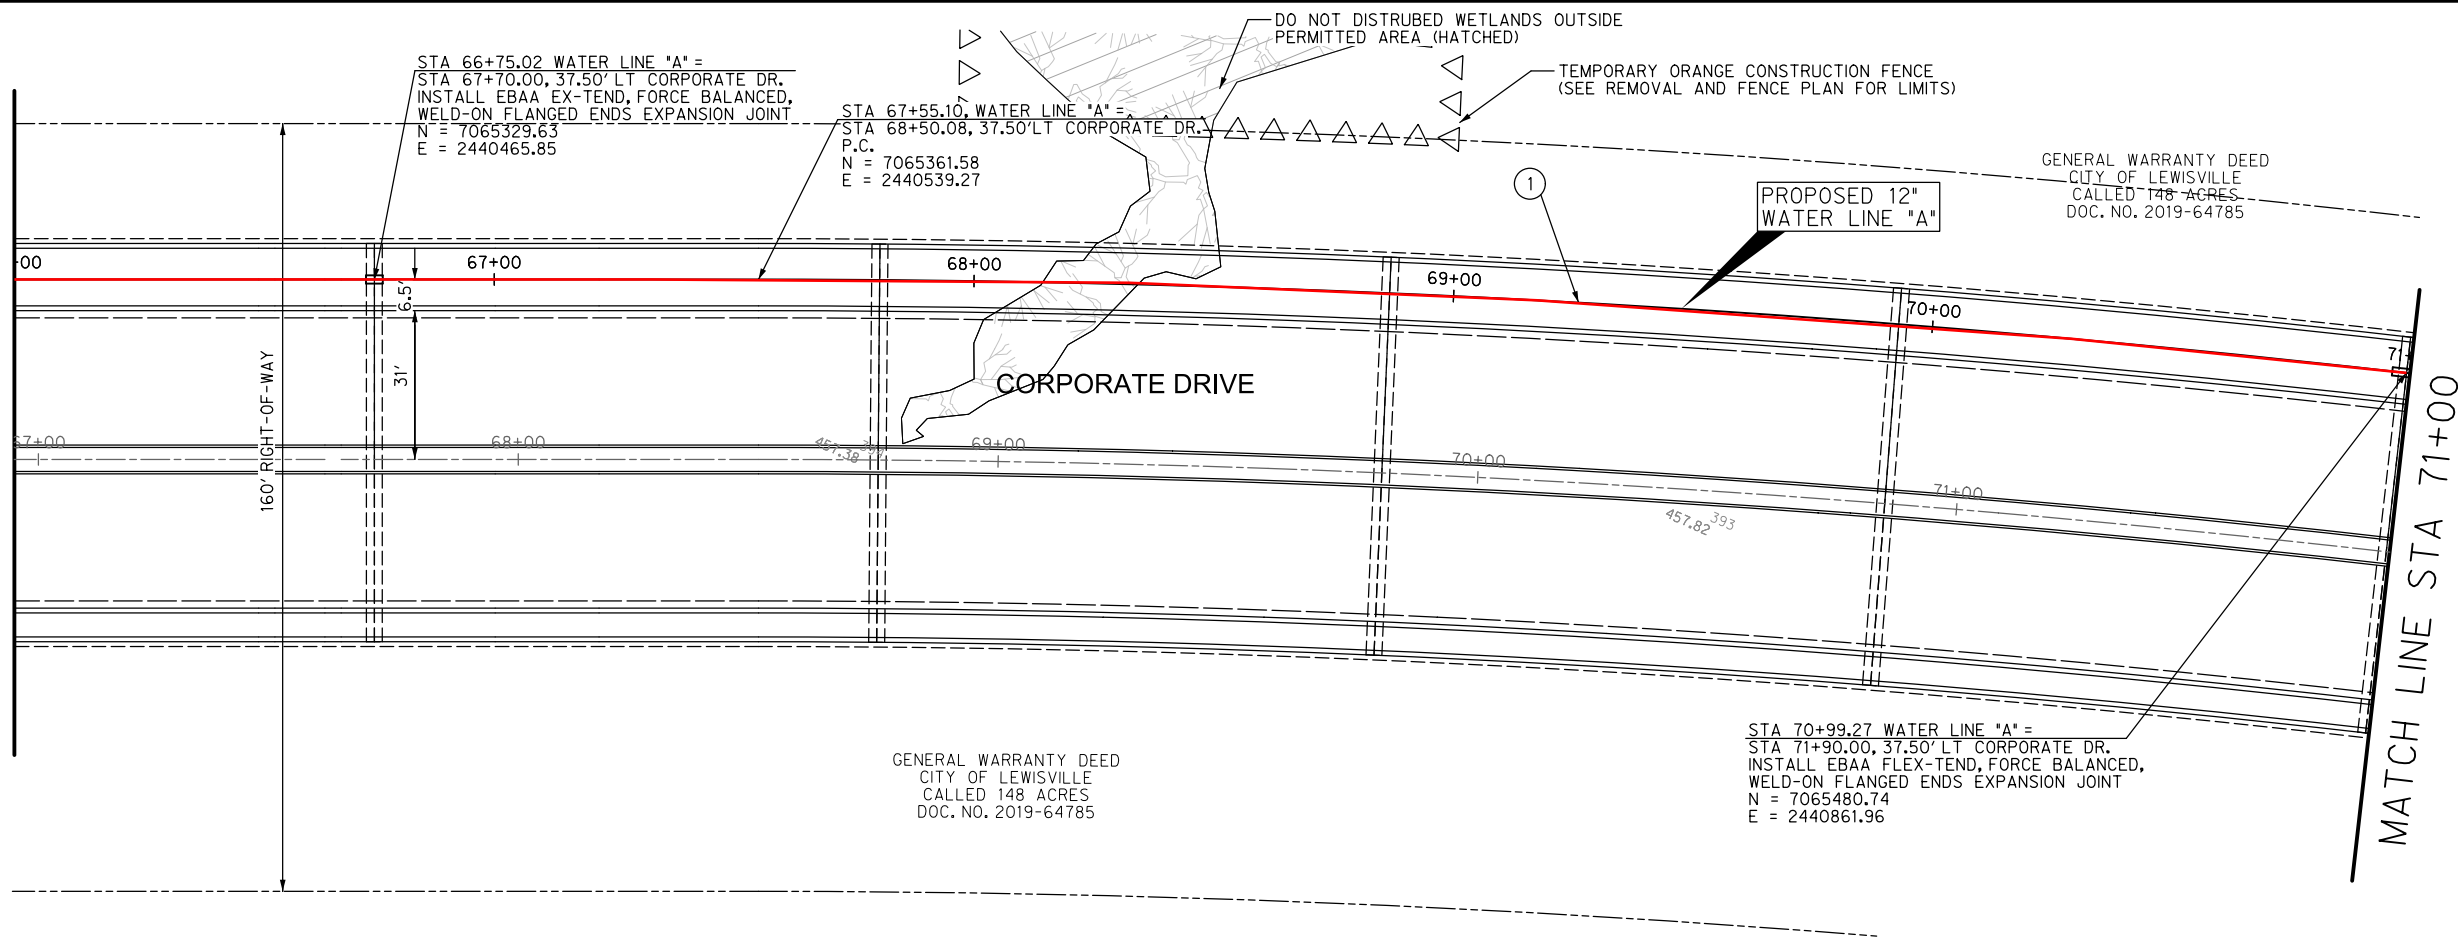 DO NOT DISTRUBED WETLANDS OUTSIDE
PERMITTED AREA (HATCHED)
STA 66+75.02 WATER LINE "A" =
STA 67+70.00, 37.50' LT CORPORATE DR.
INSTALL EBAA EX-TEND, FORCE BALANCED,
WELD-ON FLANGED ENDS EXPANSION JOINT
N = 7065329.63
E = 2440465.85
TEMPORARY ORANGE CONSTRUCTION FENCE
(SEE REMOVAL AND FENCE PLAN FOR LIMITS)
STA 67+55.10, WATER LINE "A" =
STA 68+50.08, 37.50'LT CORPORATE DR.
P.C.
N = 7065361.58
E = 2440539.27
GENERAL WARRANTY DEED
CITY OF LEWISVILLE
CALLED 148 ACRES
DOC. NO. 2019-64785
1
PROPOSED 12"
WATER LINE "A"
+00
67+00
68+00
69+00
70+00
71+
6.5'
31'
160' RIGHT-OF-WAY
CORPORATE DRIVE
67+00
68+00
457.38
69+00
70+00
71+00
457.82
393
MATCH LINE STA 71+00
STA 70+99.27 WATER LINE "A" =
STA 71+90.00, 37.50' LT CORPORATE DR.
INSTALL EBAA FLEX-TEND, FORCE BALANCED,
WELD-ON FLANGED ENDS EXPANSION JOINT
N = 7065480.74
E = 2440861.96
GENERAL WARRANTY DEED
CITY OF LEWISVILLE
CALLED 148 ACRES
DOC. NO. 2019-64785